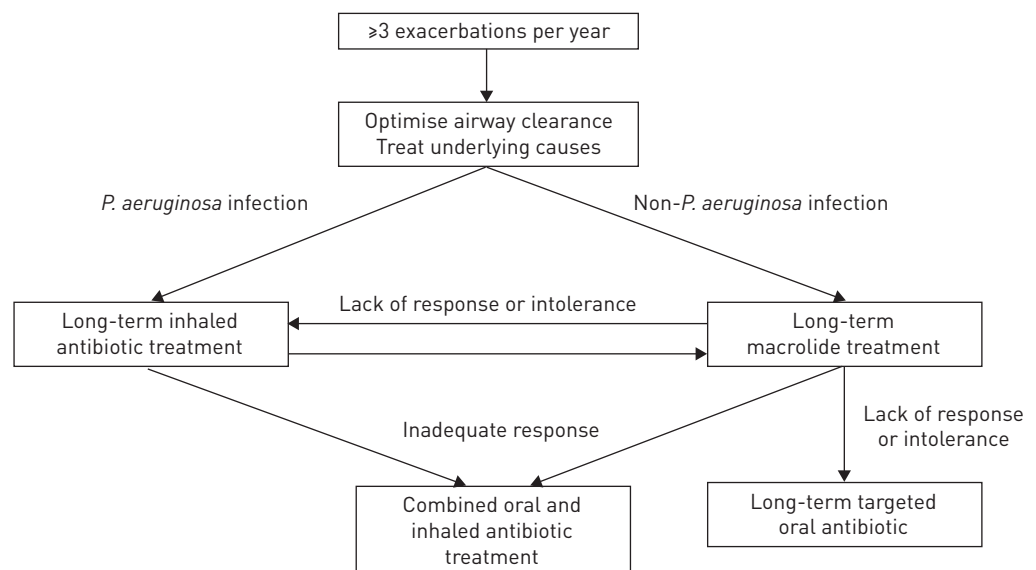 ⩾3 exacerbations per year
Optimise airway clearance
Treat underlying causes
P. aeruginosa infection
Non-P. aeruginosa infection
Long-term inhaled
antibiotic treatment
Lack of response or intolerance
Long-term
macrolide treatment
Inadequate response
Lack of response
or intolerance
Combined oral and
inhaled antibiotic
treatment
Long-term targeted
oral antibiotic